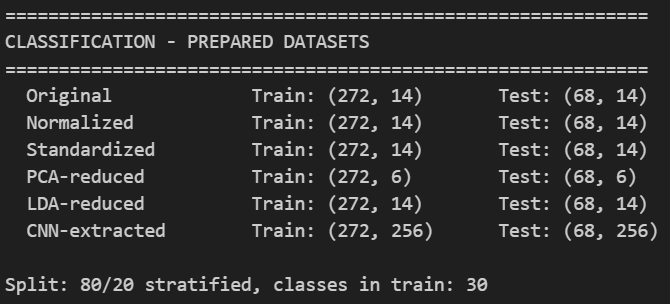 ============================================================
CLASSIFICATION - PREPARED DATASETS
============================================================
Original Train: (272, 14) Test: (68, 14)
Normalized Train: (272, 14) Test: (68, 14)
Standardized Train: (272, 14) Test: (68, 14)
PCA-reduced Train: (272, 6) Test: (68, 6)
LDA-reduced Train: (272, 14) Test: (68, 14)
CNN-extracted Train: (272, 256) Test: (68, 256)
Split: 80/20 stratified, classes in train: 30